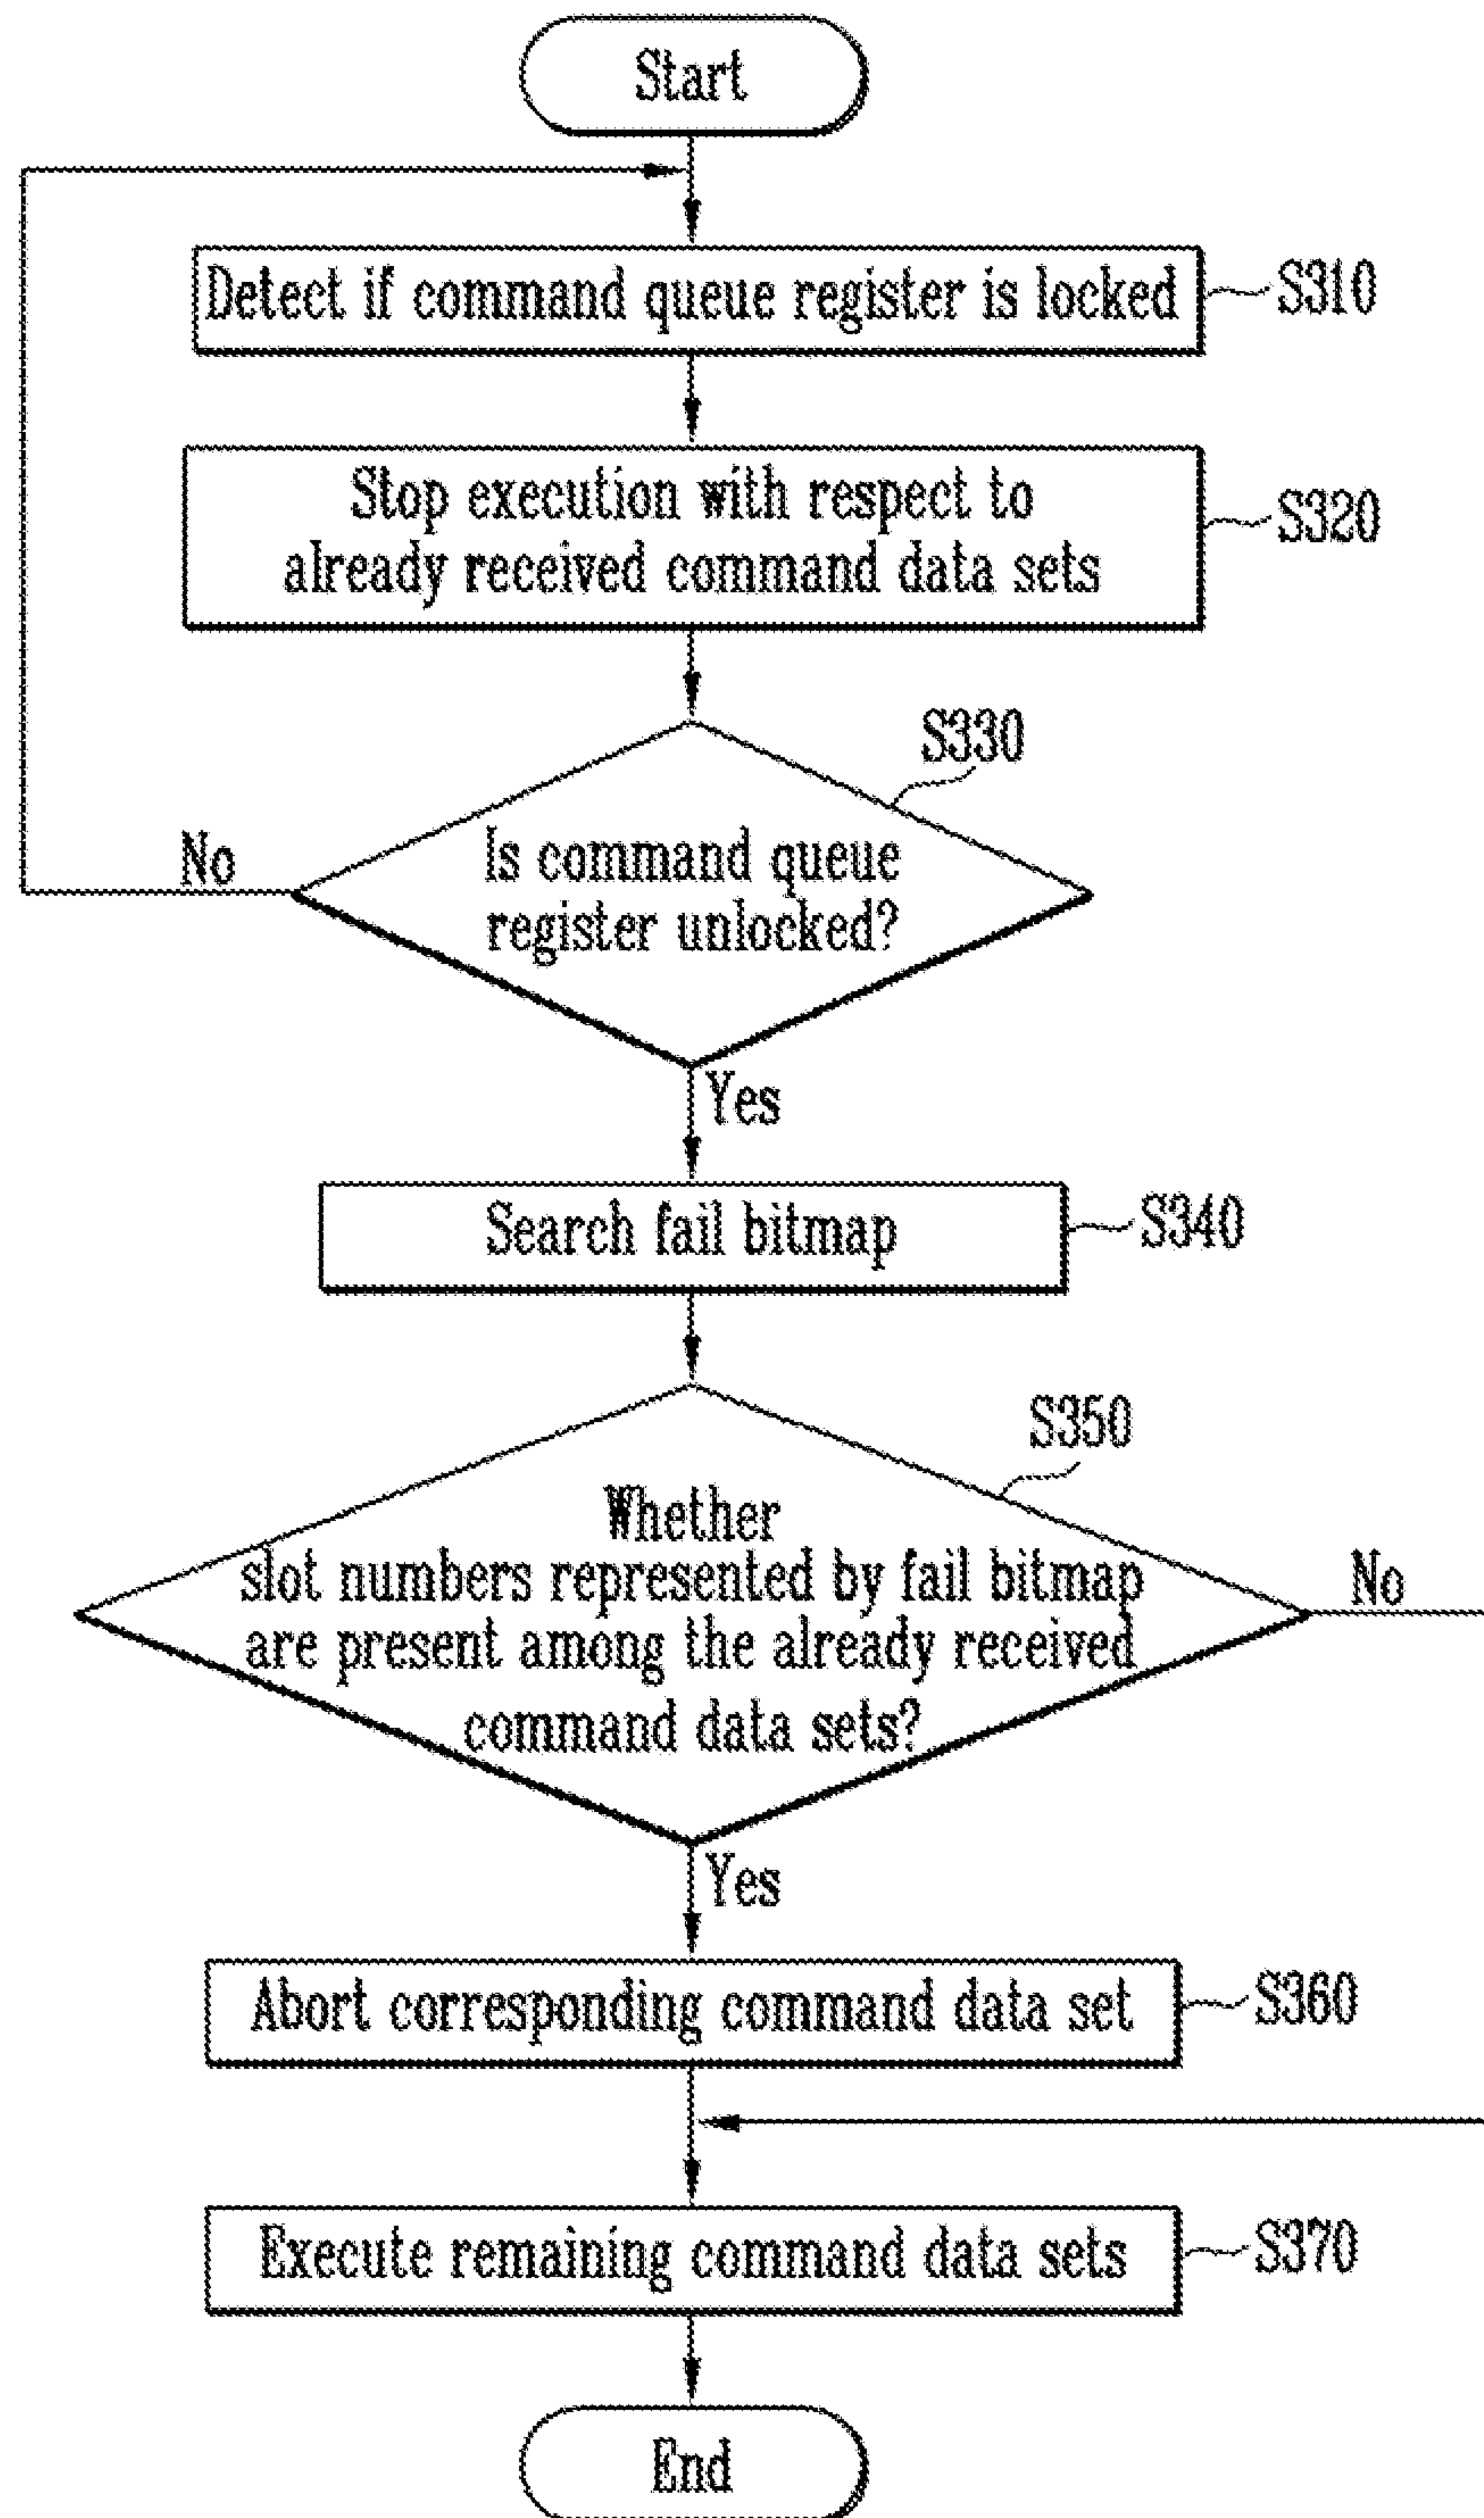 Start
Detect if command queue register is locked
S310
Stop execution with respect to
already received command data sets
S320
S330
Is command queue
register unlocked?
No
Yes
Search fail bitmap
S340
S350
Whether
slot numbers represented by fail bitmap
are present among the already received
command data sets?
No
Yes
Abort corresponding command data set
S360
Execute remaining command data sets
S370
End